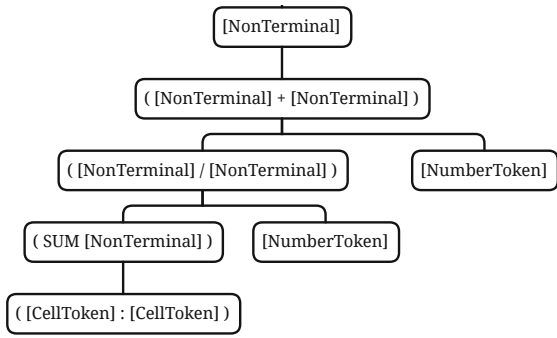 [NonTerminal]
( [NonTerminal] + [NonTerminal] )
( [NonTerminal] / [NonTerminal] )
[NumberToken]
( SUM [NonTerminal] )
[NumberToken]
( [CellToken] : [CellToken] )